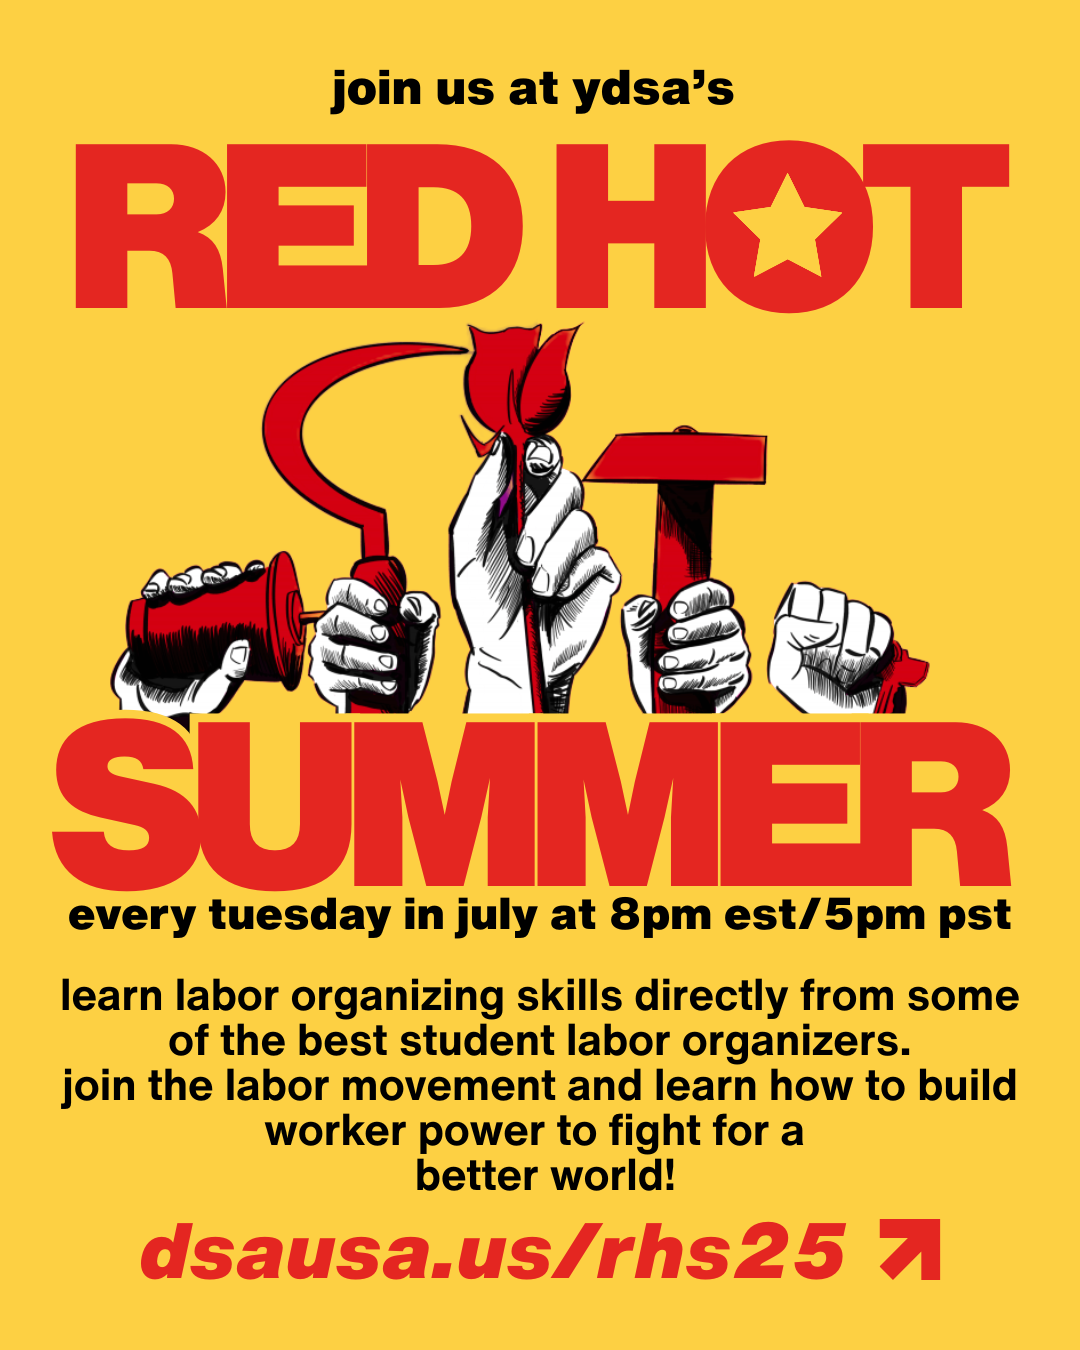 join us at ydsa's
RED HOT
SUMMER
every tuesday in july at 8pm est/5pm pst
learn labor organizing skills directly from some
of the best student labor organizers.
join the labor movement and learn how to build
worker power to fight for a
better world!
dsausa.us/rhs25